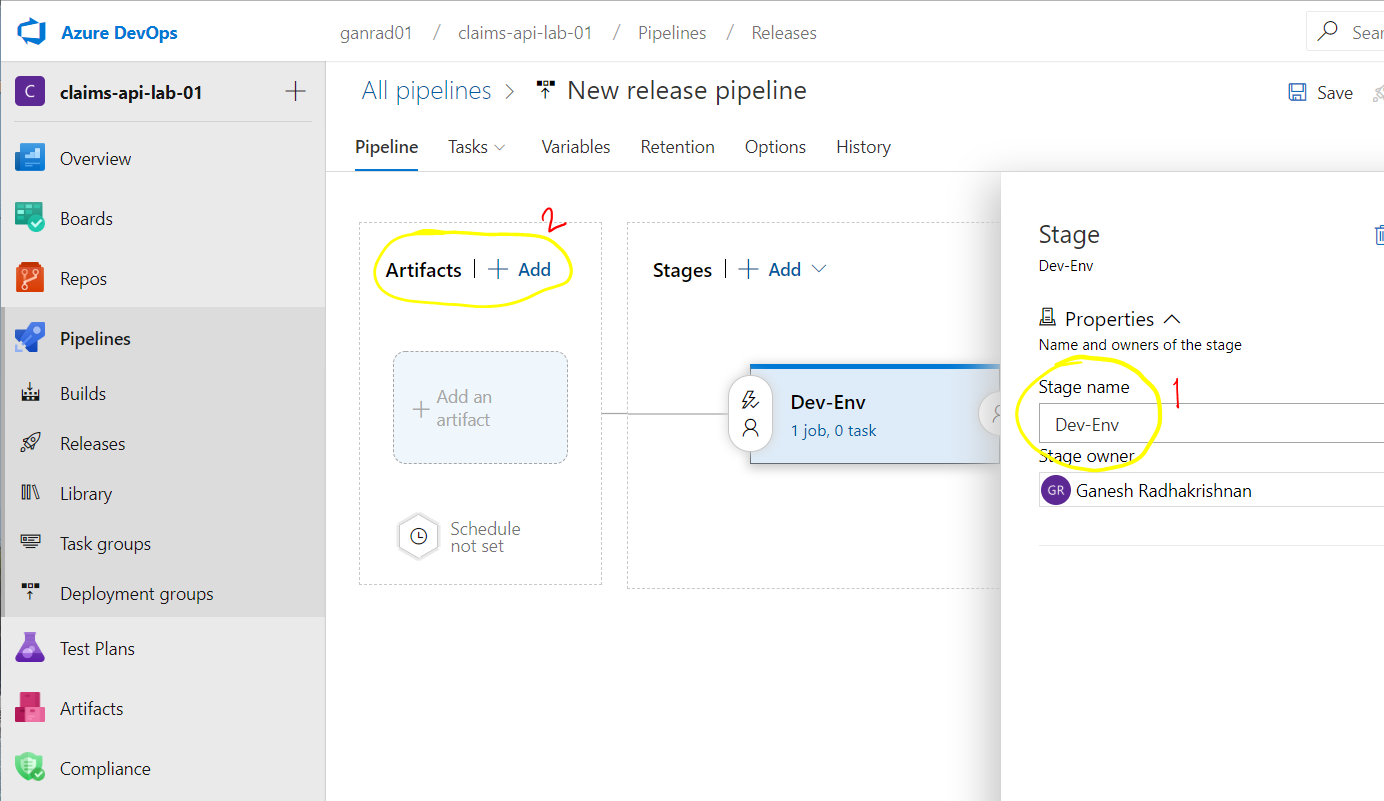 Azure DevOps
ganrad01 / claims-api-lab-01 / Pipelines / Releases
Sear
C claims-api-lab-01
All pipelines > New release pipeline
Save
Overview
Boards
Repos
Pipelines
Builds
Releases
Library
Task groups
Deployment groups
Test Plans
Artifacts
Compliance
Pipeline Tasks Variables Retention Options History
2
Artifacts | + Add
Add an
artifact
Schedule
not set
Stages | + Add
Dev-Env
1 job, 0 task
Stage
Dev-Env
Properties
Name and owners of the stage
Stage name
1
Dev-Env
Stage owner
GR Ganesh Radhakrishnan